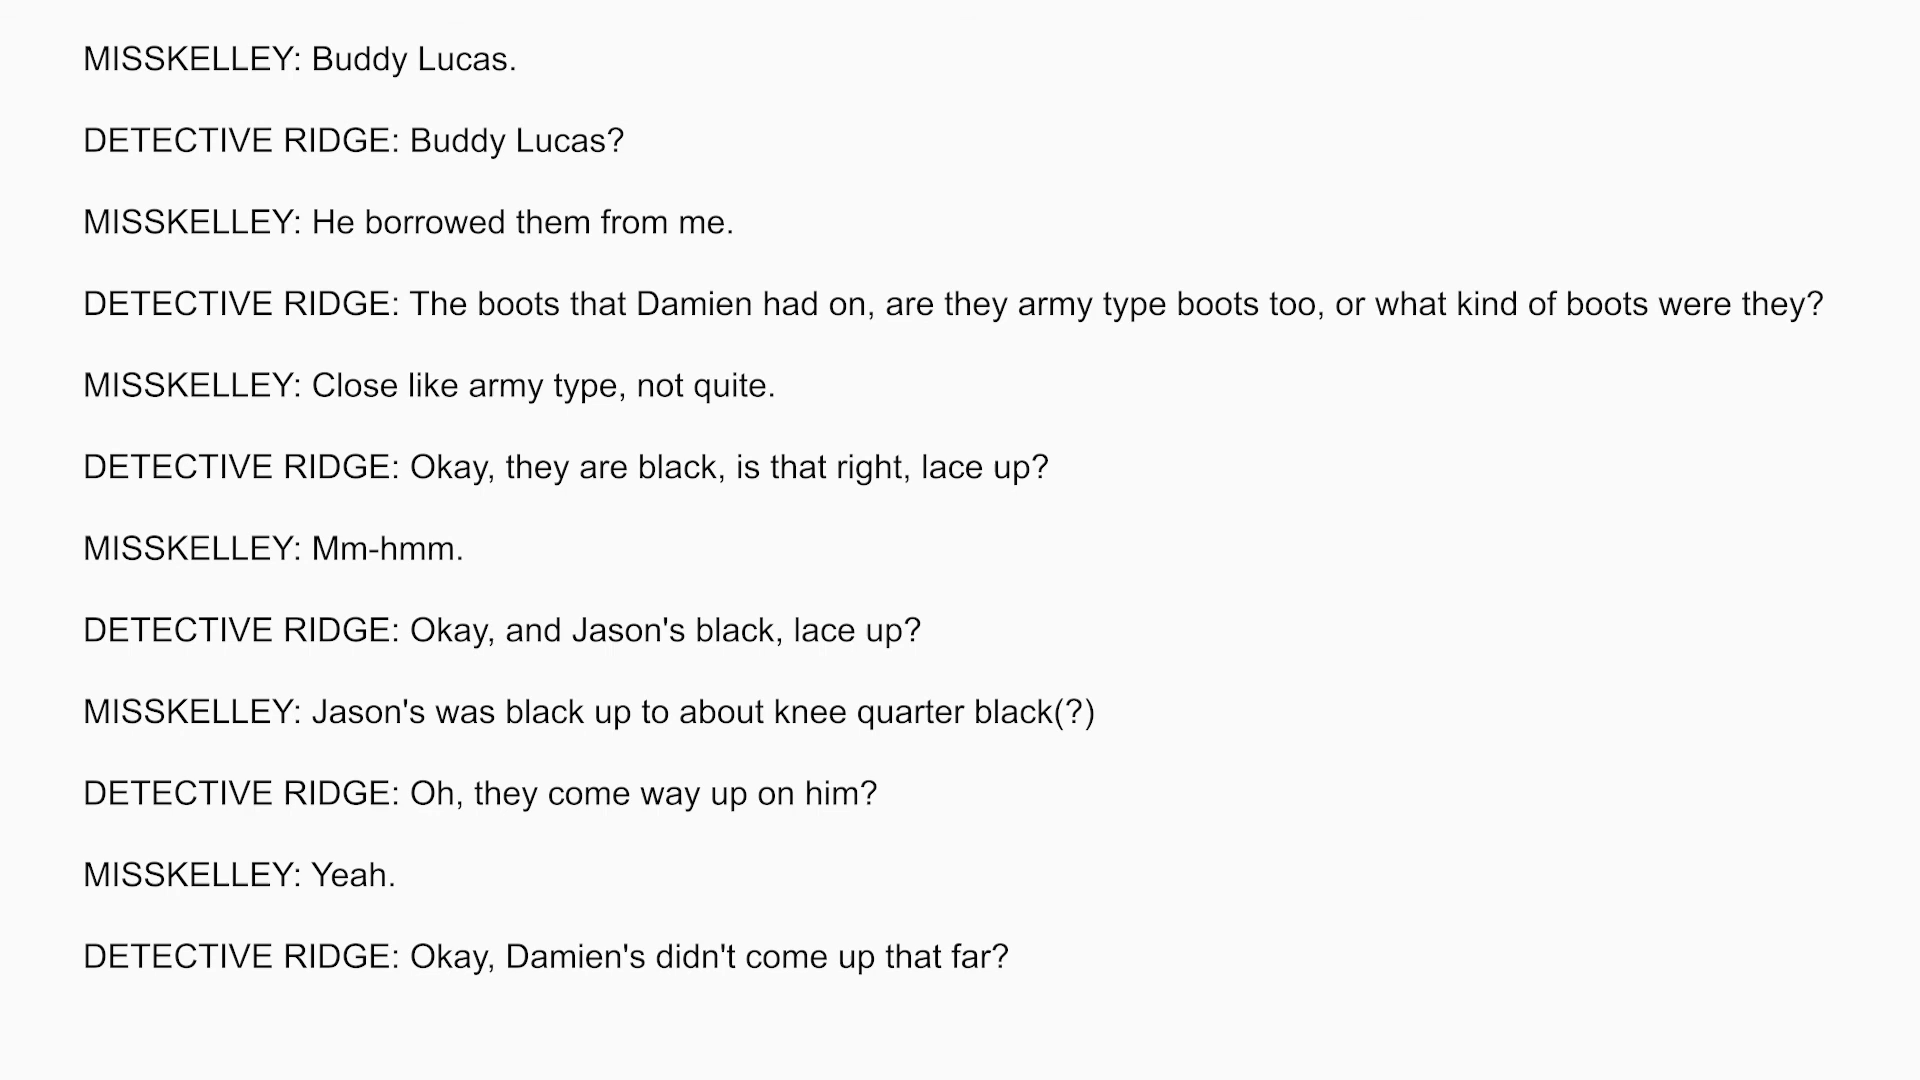 MISSKELLEY: Buddy Lucas.
DETECTIVE RIDGE: Buddy Lucas?
MISSKELLEY: He borrowed them from me.
DETECTIVE RIDGE: The boots that Damien had on, are they army type boots too, or what kind of boots were they?
MISSKELLEY: Close like army type, not quite.
DETECTIVE RIDGE: Okay, they are black, is that right, lace up?
MISSKELLEY: Mm-hmm.
DETECTIVE RIDGE: Okay, and Jason's black, lace up?
MISSKELLEY: Jason's was black up to about knee quarter black(?)
DETECTIVE RIDGE: Oh, they come way up on him?
MISSKELLEY: Yeah.
DETECTIVE RIDGE: Okay, Damien's didn't come up that far?